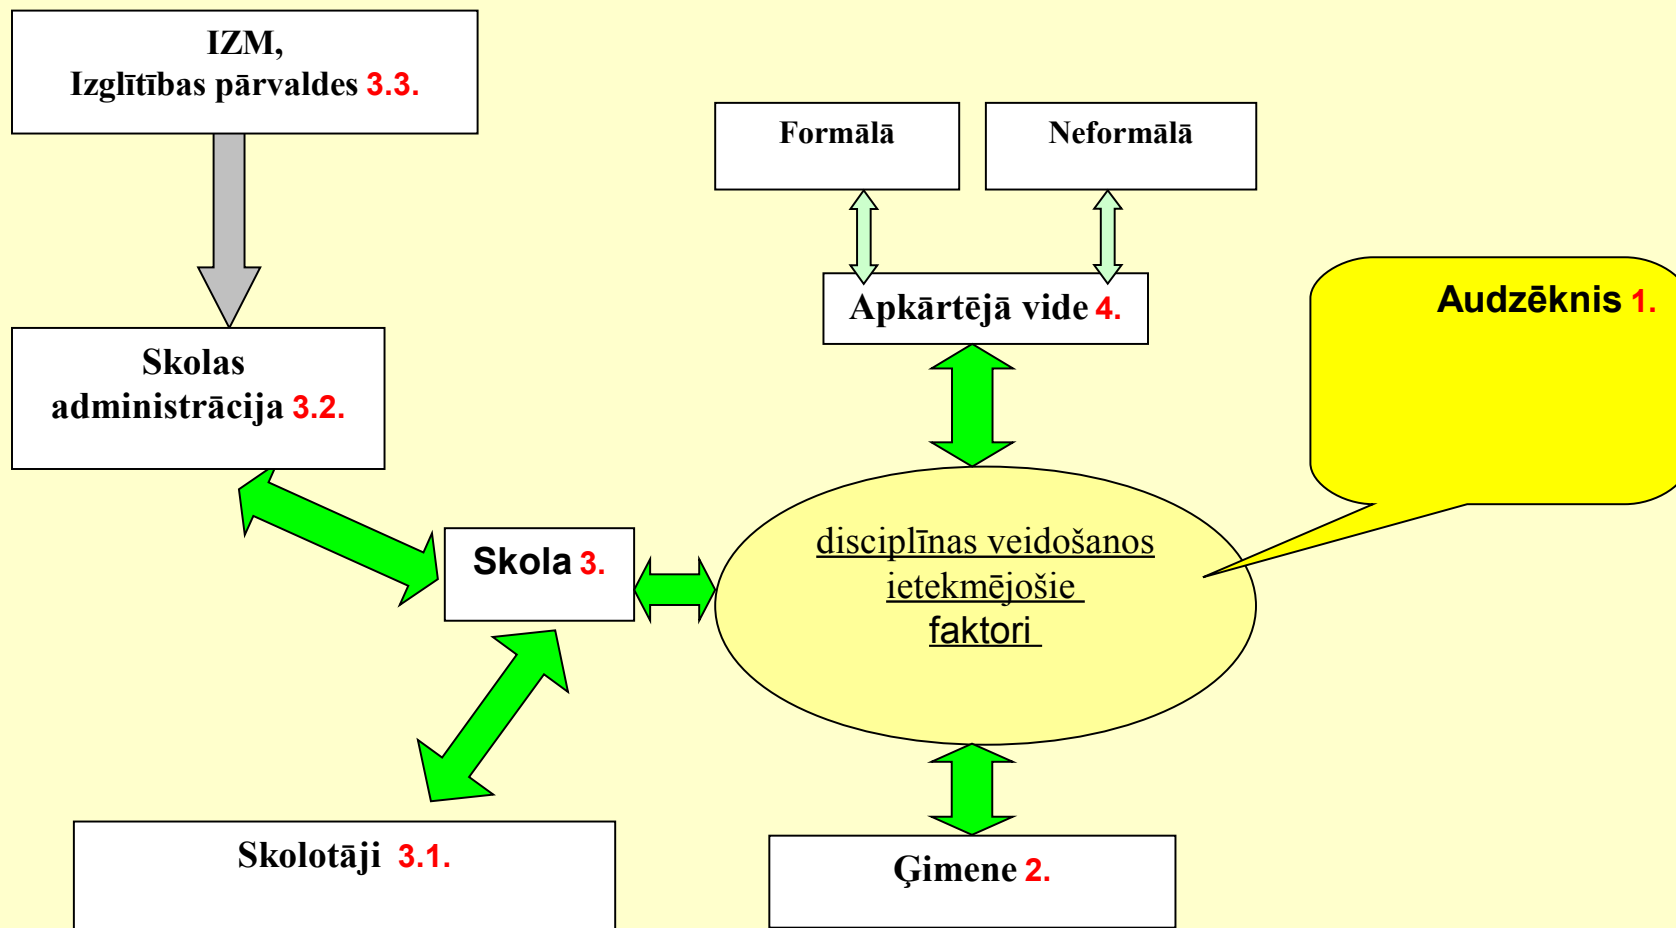 IZM,
Izglītības pārvaldes 3.3.
Formālā
Neformālā
Apkārtējā vide 4.
Audzēknis 1.
Skolas
administrācija 3.2.
Skola 3.
disciplīnas veidošanos
ietekmējošie
faktori
Skolotāji 3.1.
Ģimene 2.